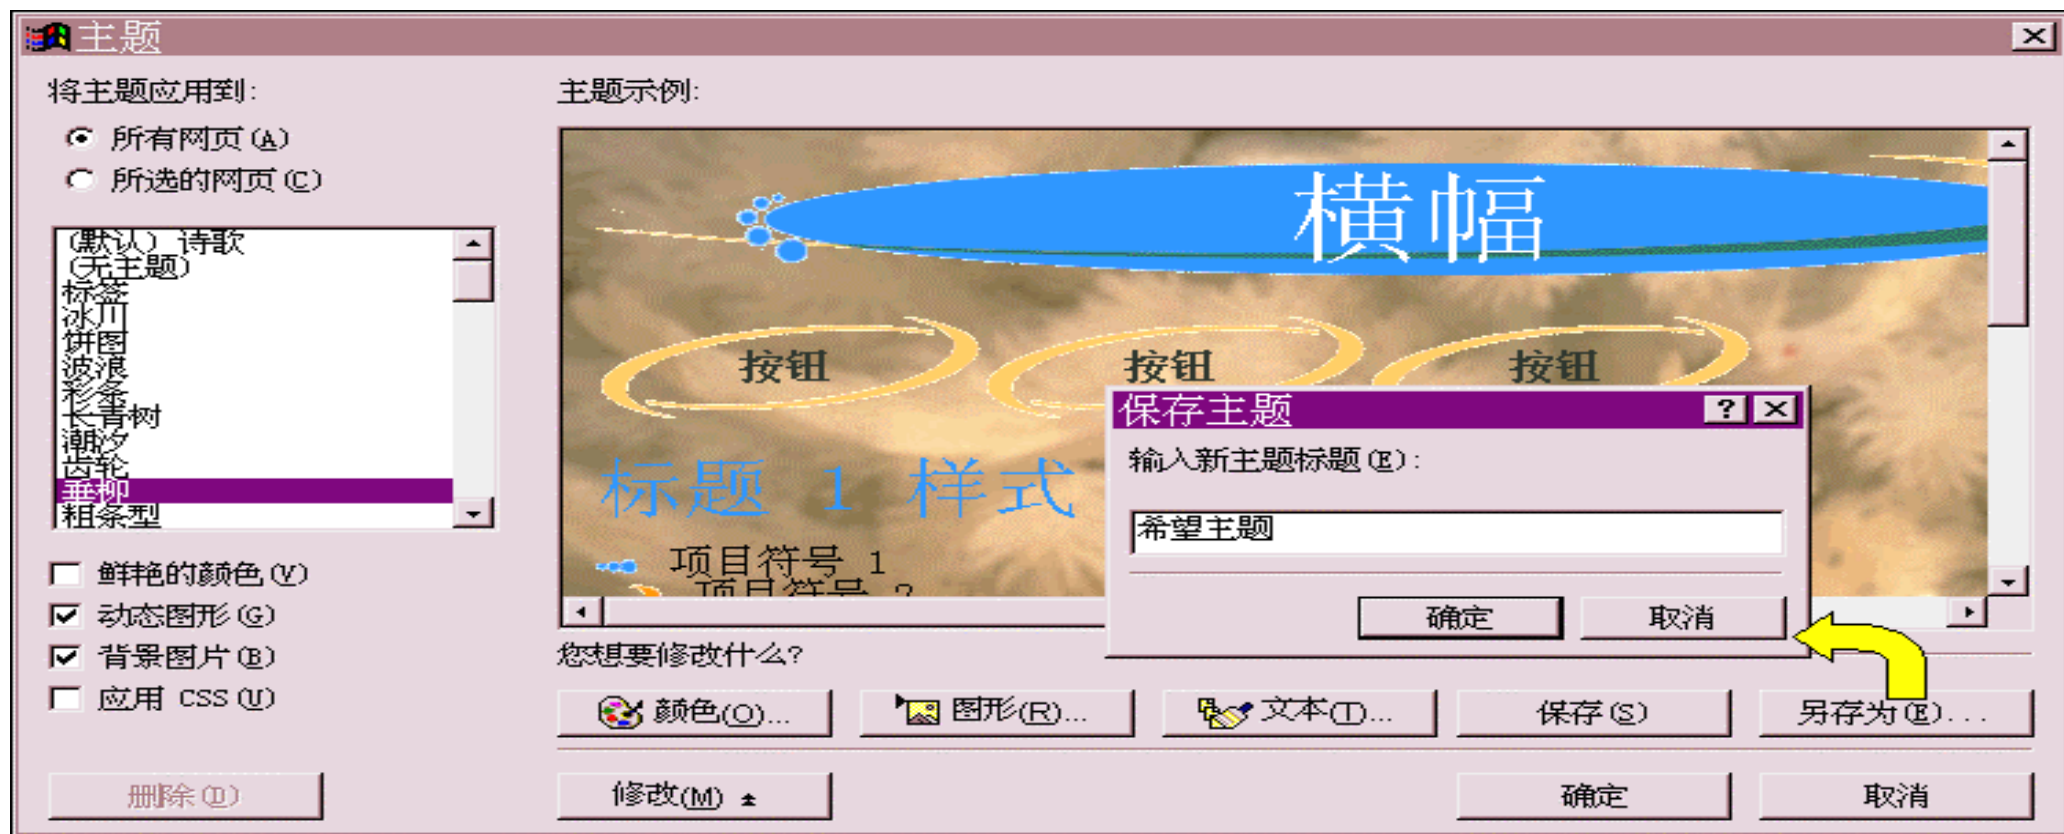 主题
将主题应用到:
所有网页(A)
所选的网页(C)
(默认) 诗歌
(无主题)
标签
冰川
饼图
波浪
彩条
长青树
潮汐
齿轮
垂柳
粗条型
鲜艳的颜色(V)
动态图形(G)
背景图片(B)
应用 CSS(U)
删除(D)
主题示例:
横幅
按钮 按钮 按钮
标题 1 样式
项目符号 1
项目符号 2
保存主题
输入新主题标题(E):
希望主题
确定 取消
您想要修改什么?
颜色(O)... 图形(R)... 文本(T)... 保存(S) 另存为(E)...
修改(M) 确定 取消